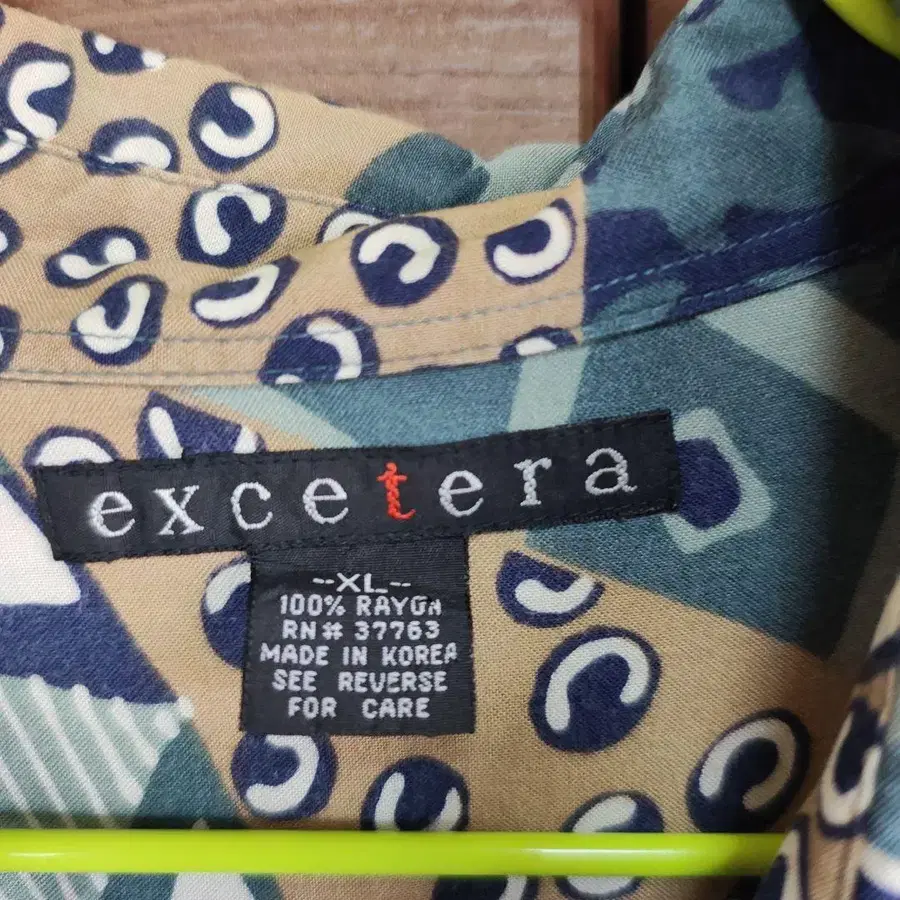 excetera
--XL--
100% RAYON
RN# 37763
MADE IN KOREA
SEE REVERSE
FOR CARE